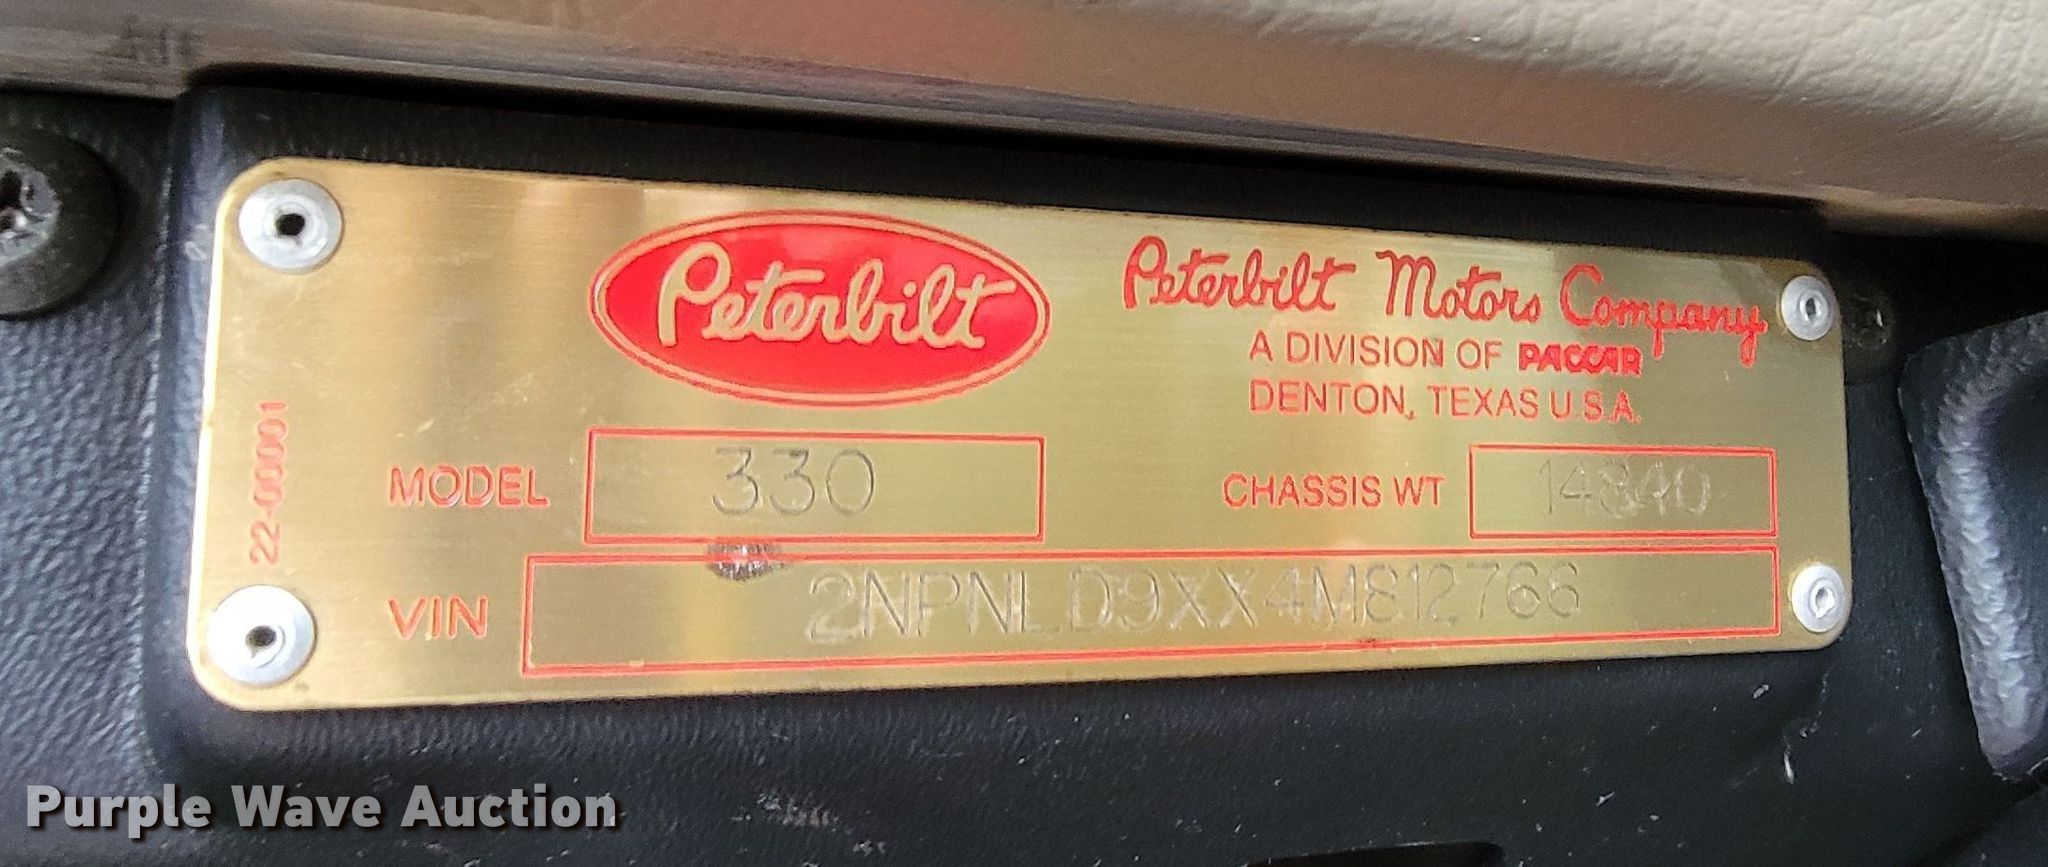 Peterbilt
Peterbilt Motors Company
A DIVISION OF PACCAR
DENTON, TEXAS U.S.A.
22-00001
MODEL 330
CHASSIS WT 14840
VIN 2NPNLD9XX4M812766
Purple Wave Auction